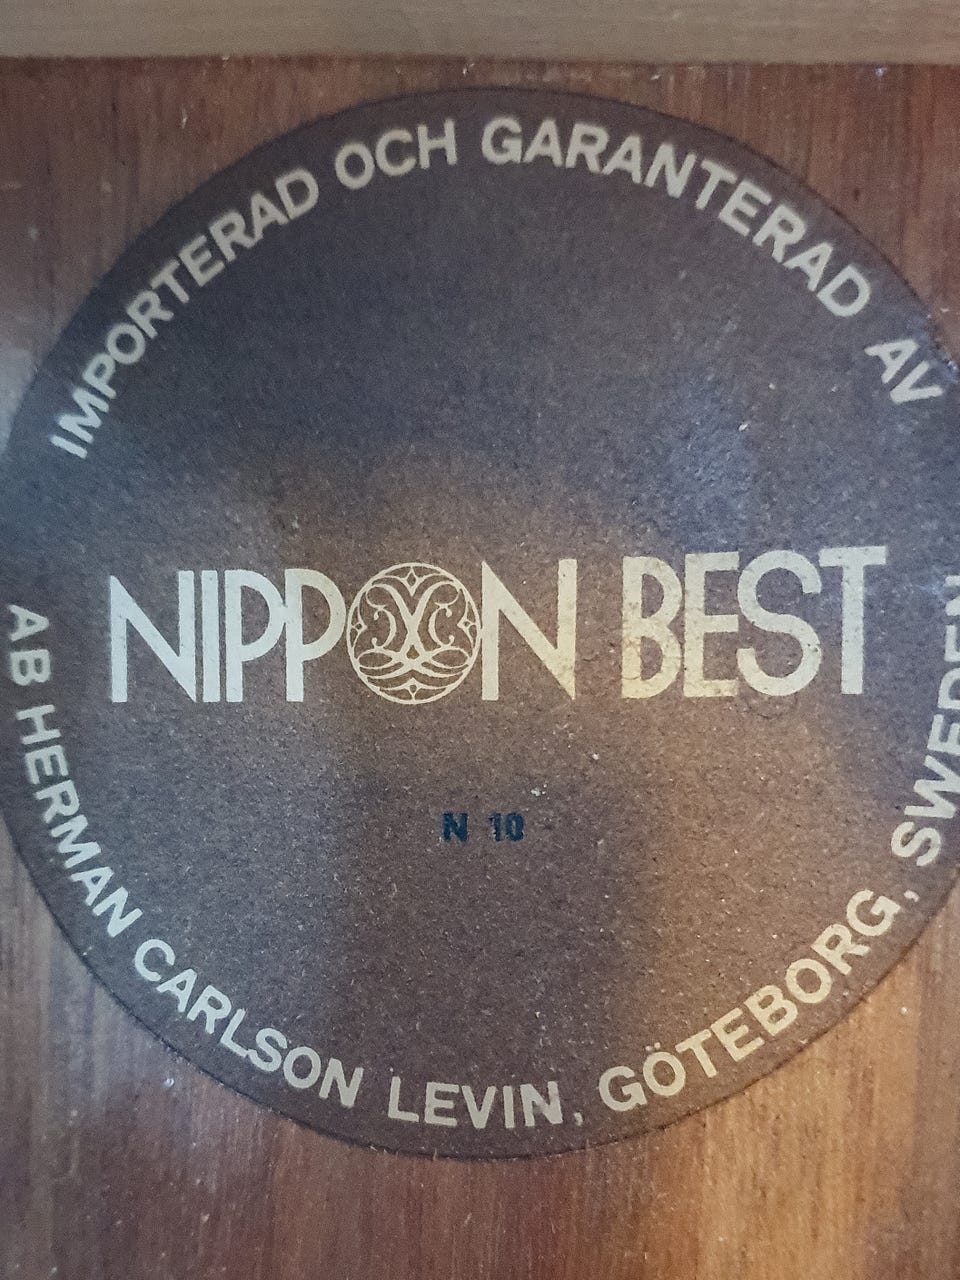 IMPORTERAD OCH GARANTERAD AV
NIPPON BEST
N 10
AB HERMAN CARLSON LEVIN, GÖTEBORG, SWEDEN